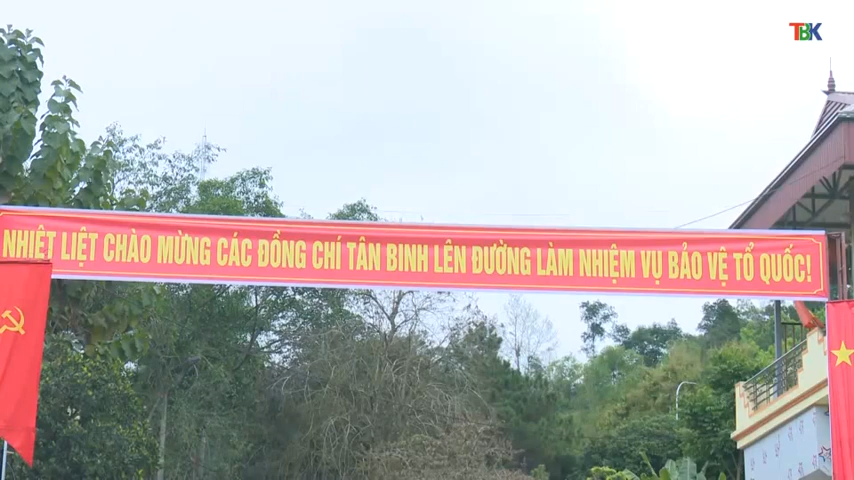 TBK
NHIỆT LIỆT CHÀO MỪNG CÁC ĐỒNG CHÍ TÂN BINH LÊN ĐƯỜNG LÀM NHIỆM VỤ BẢO VỆ TỔ QUỐC!